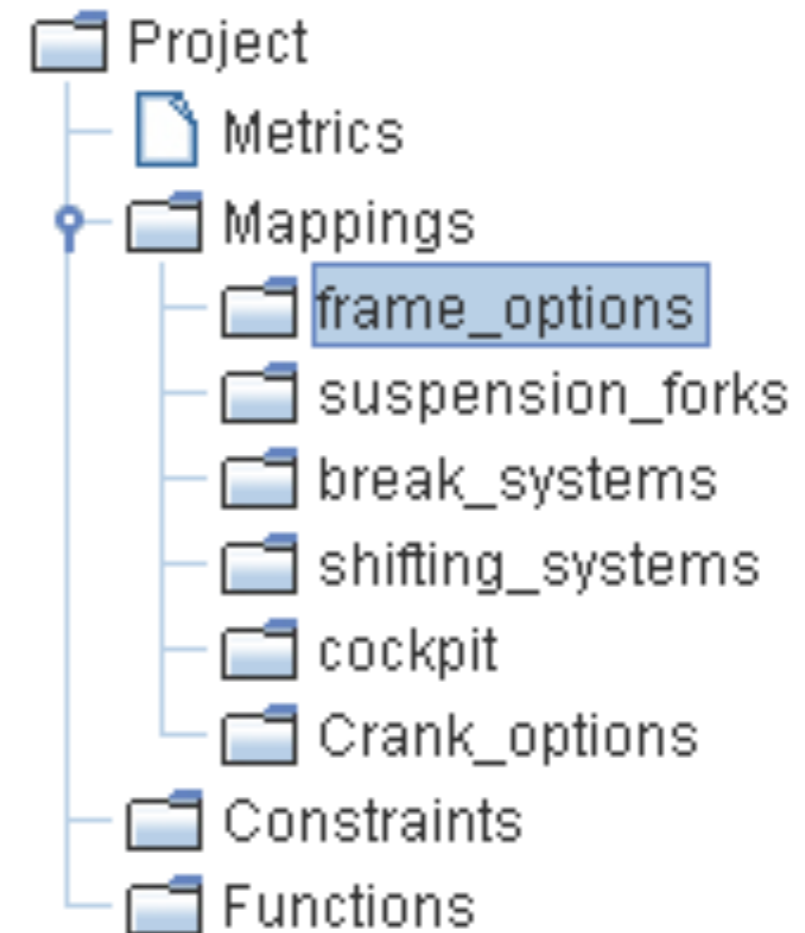 Project
Metrics
Mappings
frame_options
suspension_forks
break_systems
shifting_systems
cockpit
Crank_options
Constraints
Functions